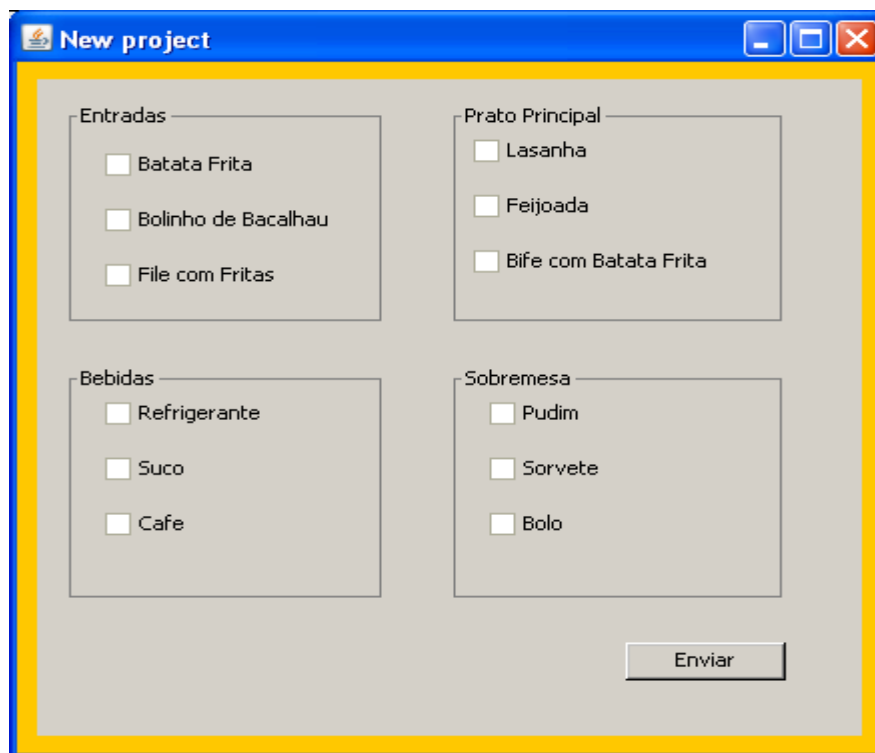 New project
Entradas
Batata Frita
Bolinho de Bacalhau
File com Fritas
Prato Principal
Lasanha
Feijoada
Bife com Batata Frita
Bebidas
Refrigerante
Suco
Cafe
Sobremesa
Pudim
Sorvete
Bolo
Enviar